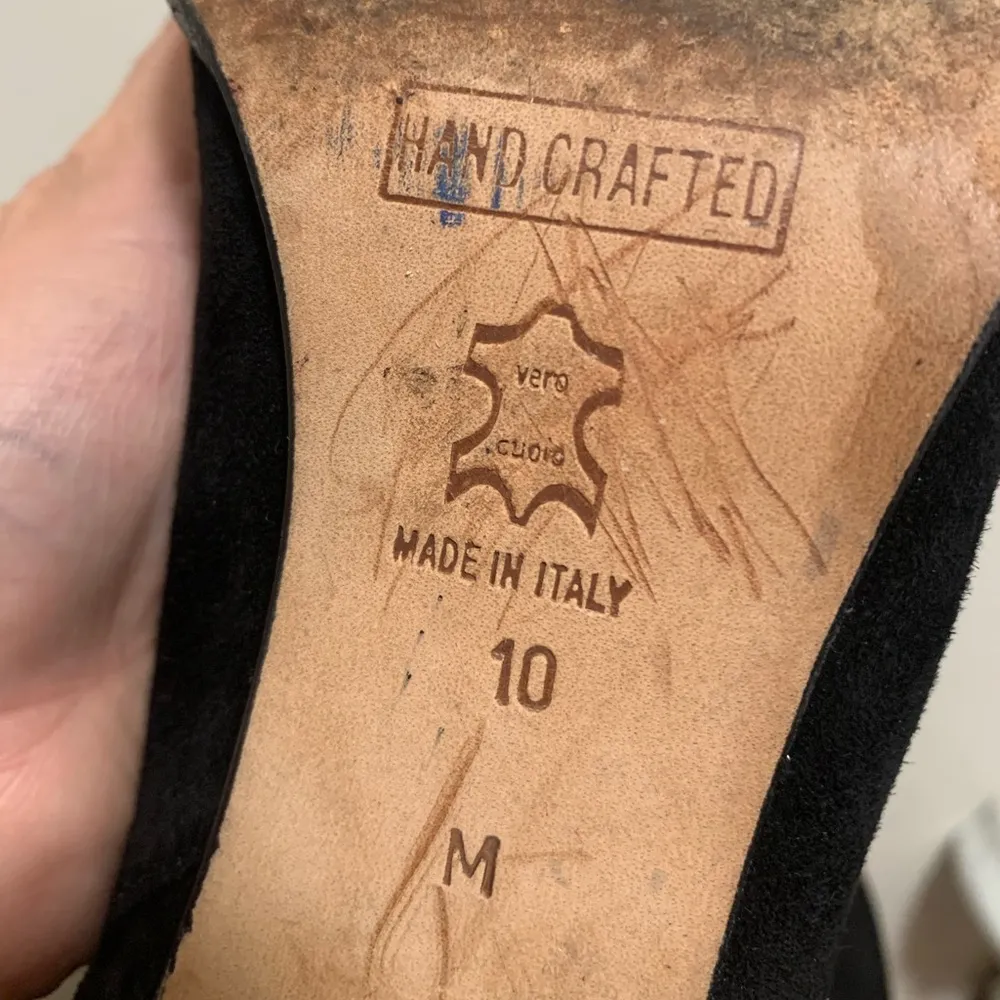 HAND CRAFTED
vero
cuoio
MADE IN ITALY
10
M